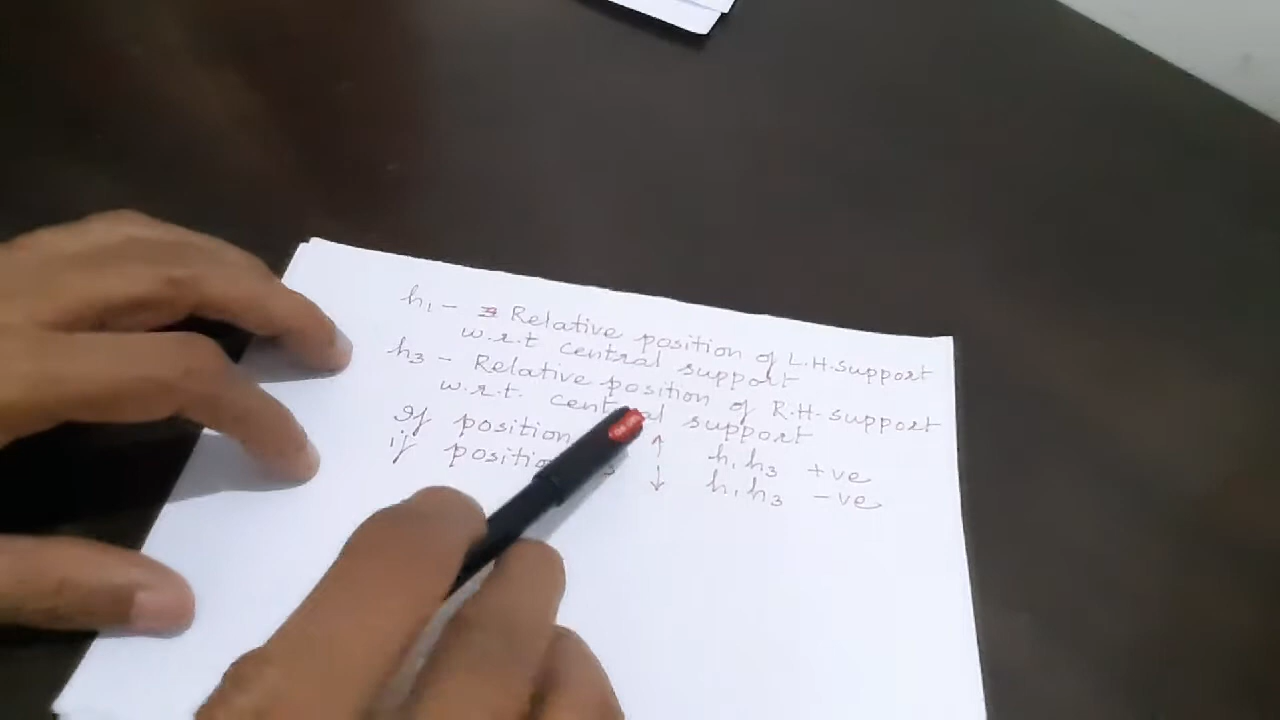 h1 - Relative position of L.H. support
w.r.t central support
h3 - Relative position of R.H. support
w.r.t. central support
If position ↑ h1 h3 +ve
if position ↓ h1 h3 -ve